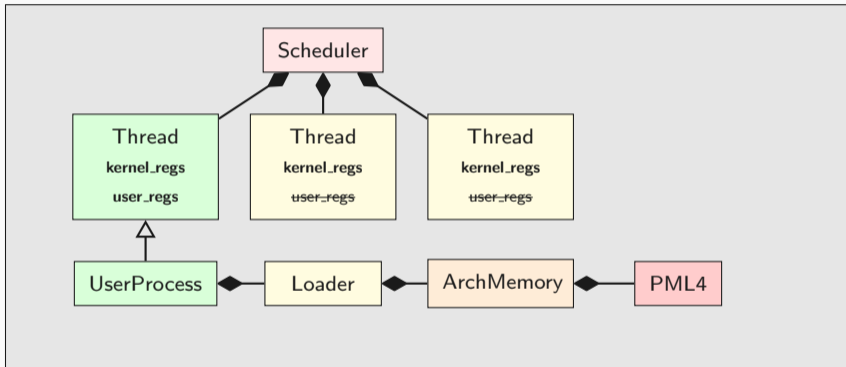 Scheduler
Thread Thread Thread
kernel_regs kernel_regs kernel_regs
user_regs user_regs user_regs
UserProcess Loader ArchMemory PML4